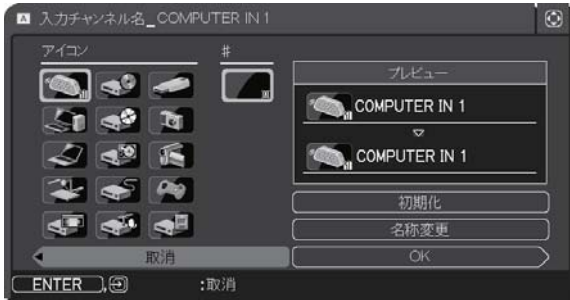 A 入力チャンネル名_COMPUTER IN 1
アイコン
#
プレビュー
COMPUTER IN 1
COMPUTER IN 1
初期化
名称変更
取消
OK
ENTER , :取消